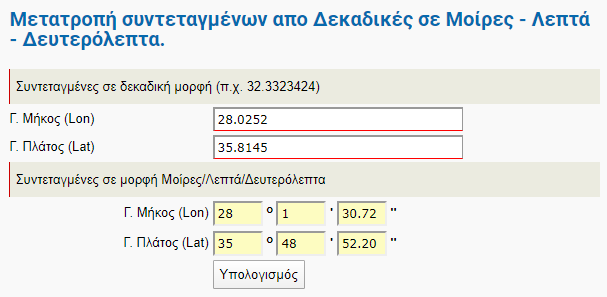 Μετατροπή συντεταγμένων απο Δεκαδικές σε Μοίρες - Λεπτά
- Δευτερόλεπτα.
Συντεταγμένες σε δεκαδική μορφή (π.χ. 32.3323424)
Γ. Μήκος (Lon) 28.0252
Γ. Πλάτος (Lat) 35.8145
Συντεταγμένες σε μορφή Μοίρες//Λεπτά/Δευτερόλεπτα
Γ. Μήκος (Lon) 28 º 1 ' 30.72 "
Γ. Πλάτος (Lat) 35 º 48 ' 52.20 "
Υπολογισμός